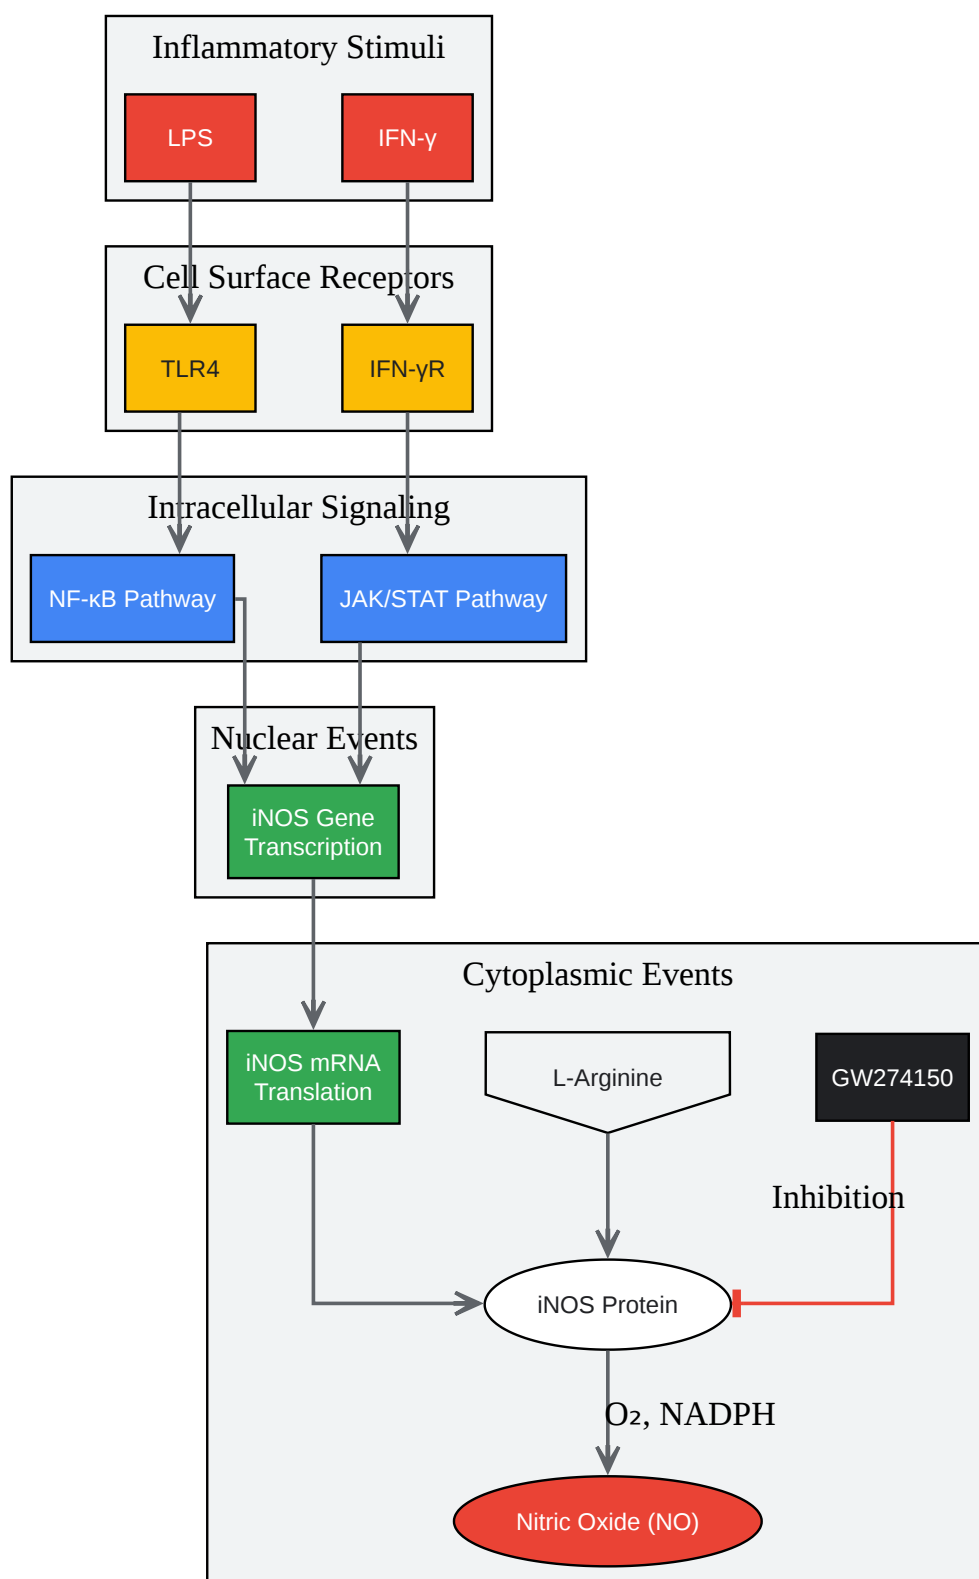 Inflammatory Stimuli
LPS
IFN-γ
Cell Surface Receptors
TLR4
IFN-γR
Intracellular Signaling
NF-κB Pathway
JAK/STAT Pathway
Nuclear Events
iNOS Gene
Transcription
Cytoplasmic Events
iNOS mRNA
Translation
L-Arginine
GW274150
Inhibition
iNOS Protein
O₂, NADPH
Nitric Oxide (NO)